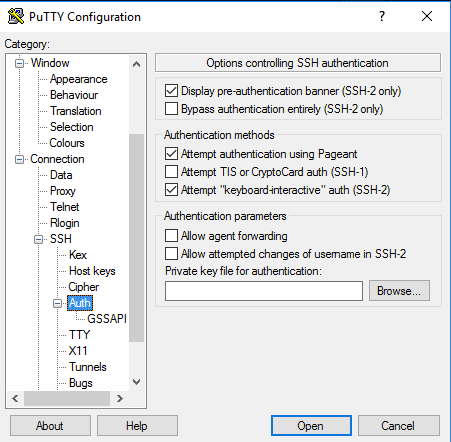 PuTTY Configuration
?
Category:
Window
Appearance
Behaviour
Translation
Selection
Colours
Connection
Data
Proxy
Telnet
Rlogin
SSH
Kex
Host keys
Cipher
Auth
GSSAPI
TTY
X11
Tunnels
Bugs
Options controlling SSH authentication
Display pre-authentication banner (SSH-2 only)
Bypass authentication entirely (SSH-2 only)
Authentication methods
Attempt authentication using Pageant
Attempt TIS or CryptoCard auth (SSH-1)
Attempt "keyboard-interactive" auth (SSH-2)
Authentication parameters
Allow agent forwarding
Allow attempted changes of username in SSH-2
Private key file for authentication:
Browse...
About
Help
Open
Cancel